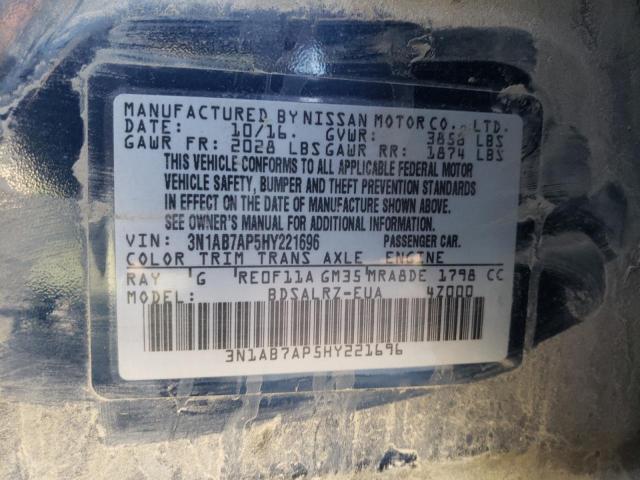 MANUFACTURED BY NISSAN MOTOR CO., LTD.
DATE: 10/16 GVWR: 3858 LBS
GAWR FR: 2028 LBS GAWR RR: 1874 LBS
THIS VEHICLE CONFORMS TO ALL APPLICABLE FEDERAL MOTOR
VEHICLE SAFETY, BUMPER AND THEFT PREVENTION STANDARDS
IN EFFECT ON THE DATE OF MANUFACTURE SHOWN ABOVE.
SEE OWNER'S MANUAL FOR ADDITIONAL INFORMATION.
VIN: 3N1AB7AP5HY221696 PASSENGER CAR.
COLOR TRIM TRANS AXLE ENGINE
RAY G RE0F11A GM35 MRA8DE 1798 CC
MODEL: BDSALRZ-EUA 47000
3N1AB7AP5HY221696